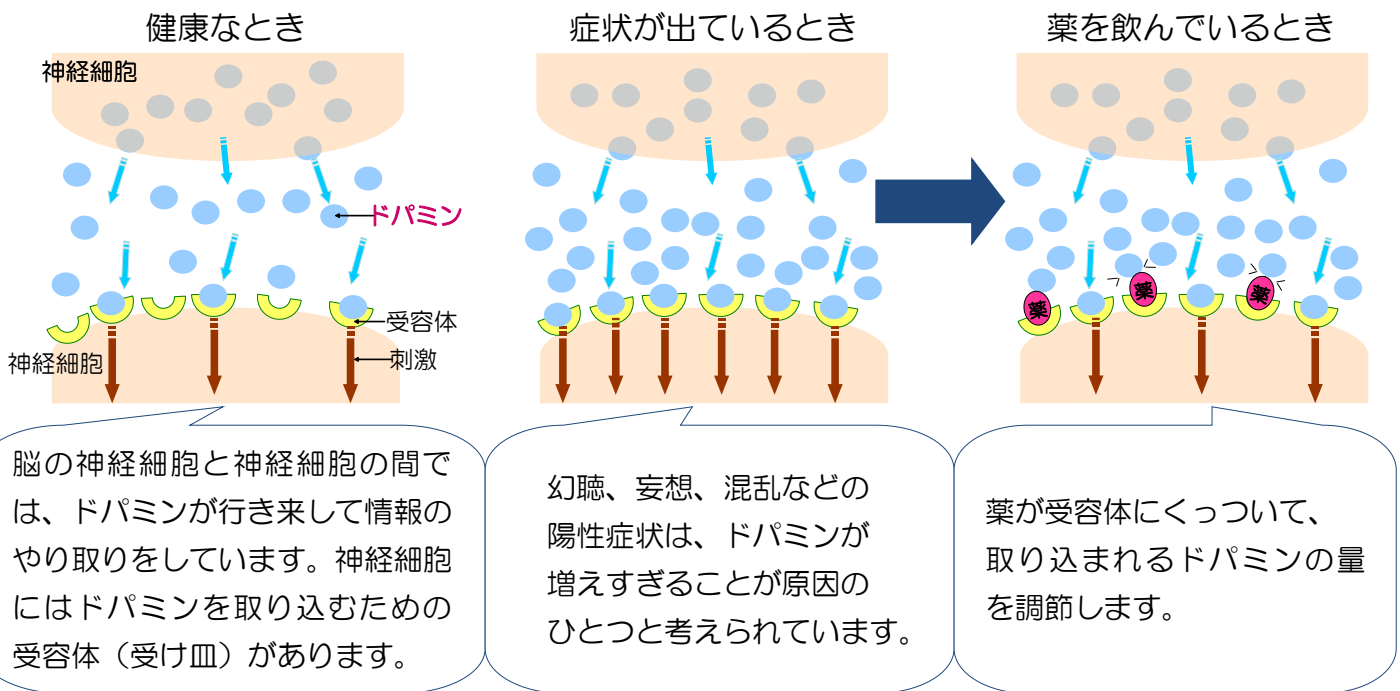 健康なとき
神経細胞
ドパミン
受容体
刺激
神経細胞
脳の神経細胞と神経細胞の間で
は、ドパミンが行き来して情報の
やり取りをしています。神経細胞
にはドパミンを取り込むための
受容体（受け皿）があります。
症状が出ているとき
幻聴、妄想、混乱などの
陽性症状は、ドパミンが
増えすぎることが原因の
ひとつと考えられています。
薬を飲んでいるとき
薬
薬
薬
薬が受容体にくっついて、
取り込まれるドパミンの量
を調節します。